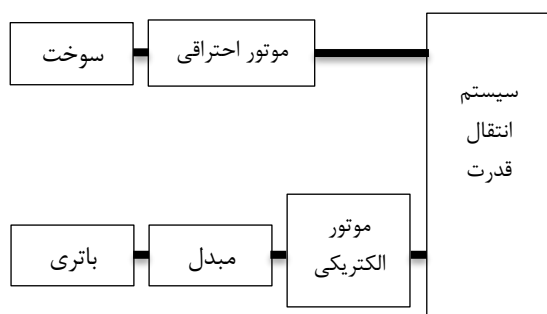 سوخت
موتور احتراقی
سیستم
انتقال
قدرت
باتری
مبدل
موتور
الکتریکی